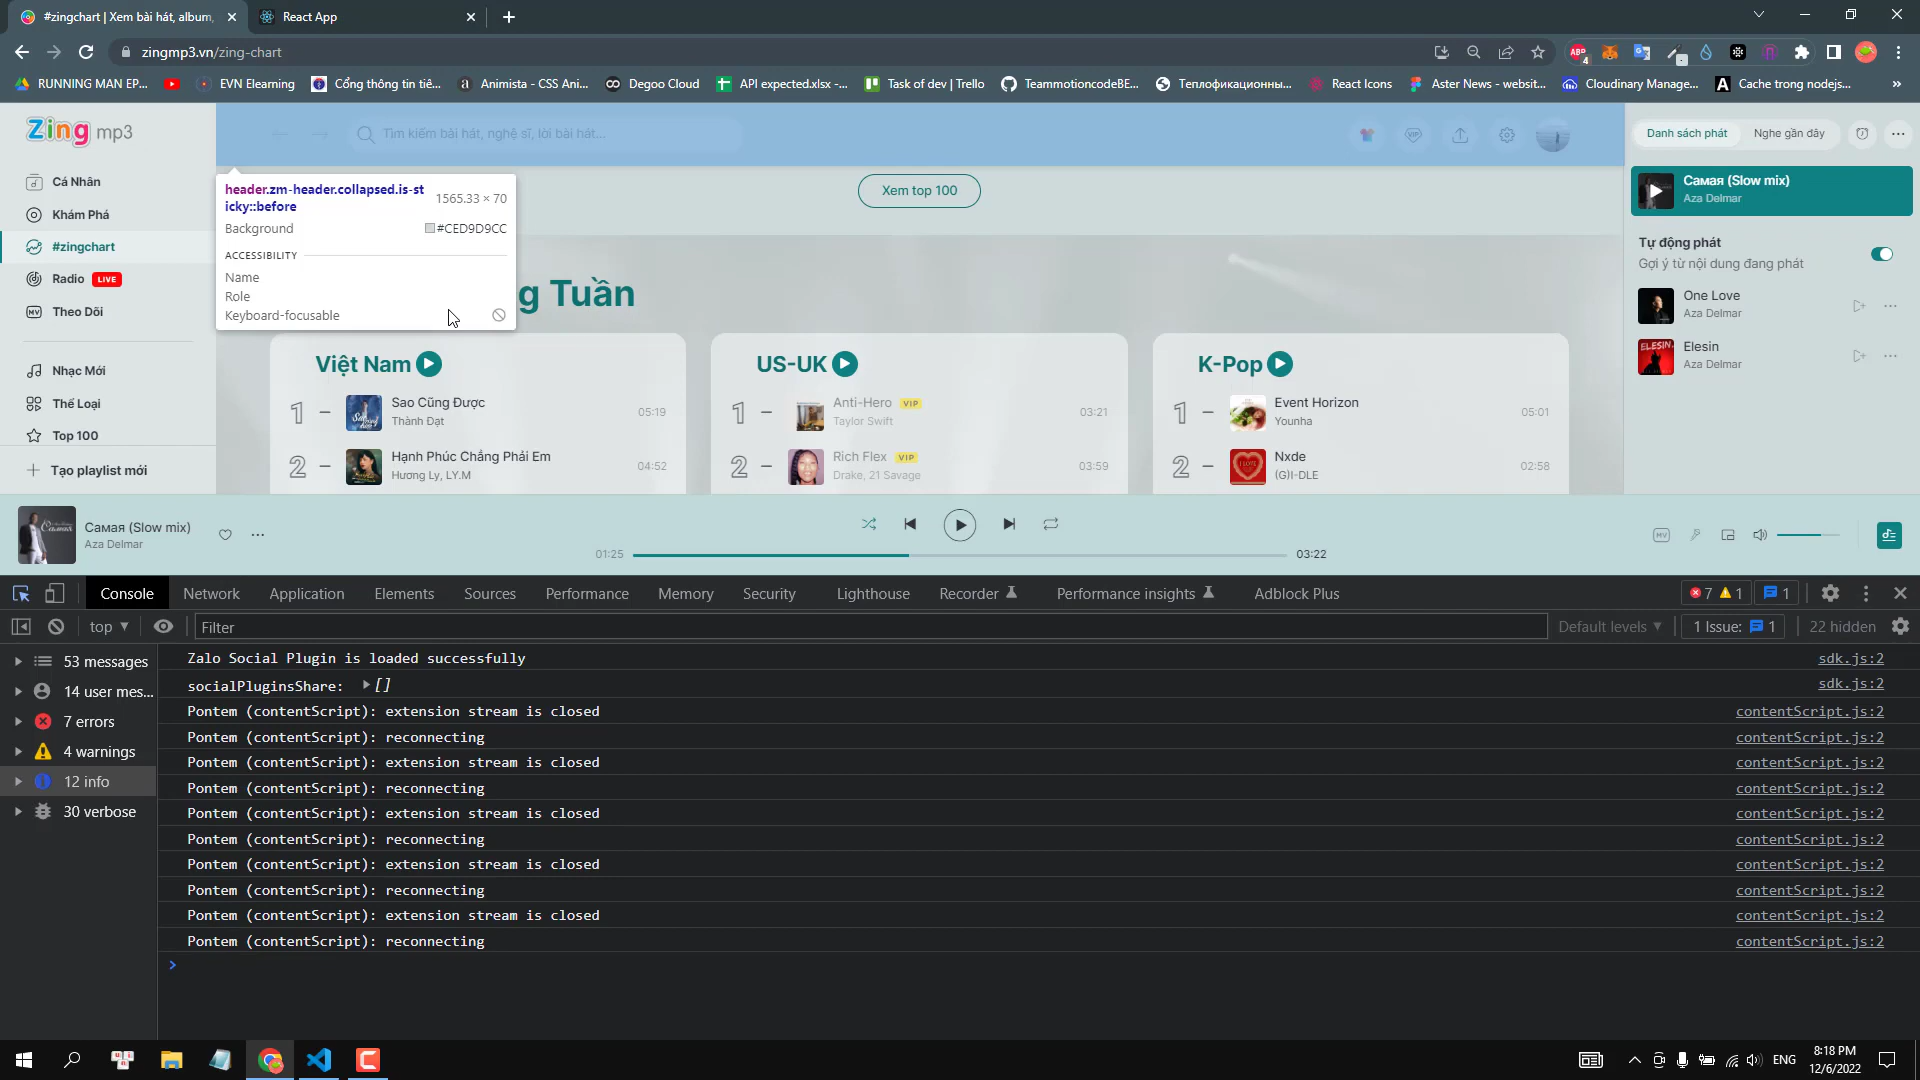 #zingchart | Xem bài hát, album,
React App
zingmp3.vn/zing-chart
RUNNING MAN EP...
EVN Elearning
Cổng thông tin tiê...
Animista - CSS Ani...
Degoo Cloud
API expected.xlsx -...
Task of dev | Trello
TeammotioncodeBE...
Теплофикационны...
React Icons
Aster News - websit...
Cloudinary Manage...
Cache trong nodejs...
»
Zing mp3
Cá Nhân
Khám Phá
#zingchart
Radio LIVE
Theo Dõi
Nhạc Mới
Thể Loại
Top 100
Tạo playlist mới
Tìm kiếm bài hát, nghệ sĩ, lời bài hát...
VIP
Xem top 100
header.zm-header.collapsed.is-st
icky::before
1565.33 × 70
Background #CED9D9CC
ACCESSIBILITY
Name
Role
Keyboard-focusable
g Tuần
Việt Nam
1 – Sao Cũng Được 05:19
Thành Đạt
2 – Hạnh Phúc Chẳng Phải Em 04:52
Hương Ly, LY.M
US-UK
1 – Anti-Hero VIP 03:21
Taylor Swift
2 – Rich Flex VIP 03:59
Drake, 21 Savage
K-Pop
1 – Event Horizon 05:01
Younha
2 – Nxde 02:58
(G)I-DLE
Danh sách phát
Nghe gần đây
Самая (Slow mix)
Aza Delmar
Tự động phát
Gợi ý từ nội dung đang phát
One Love
Aza Delmar
ELESIN
Elesin
Aza Delmar
Самая
Самая (Slow mix)
Aza Delmar
01:25
03:22
MV
Console
Network
Application
Elements
Sources
Performance
Memory
Security
Lighthouse
Recorder
Performance insights
Adblock Plus
7 1
1
top
Filter
Default levels
1 Issue: 1
22 hidden
53 messages
14 user mes...
7 errors
4 warnings
12 info
30 verbose
Zalo Social Plugin is loaded successfully sdk.js:2
socialPluginsShare: [] sdk.js:2
Pontem (contentScript): extension stream is closed contentScript.js:2
Pontem (contentScript): reconnecting contentScript.js:2
Pontem (contentScript): extension stream is closed contentScript.js:2
Pontem (contentScript): reconnecting contentScript.js:2
Pontem (contentScript): extension stream is closed contentScript.js:2
Pontem (contentScript): reconnecting contentScript.js:2
Pontem (contentScript): extension stream is closed contentScript.js:2
Pontem (contentScript): reconnecting contentScript.js:2
Pontem (contentScript): extension stream is closed contentScript.js:2
Pontem (contentScript): reconnecting contentScript.js:2
>
ENG
8:18 PM
12/6/2022